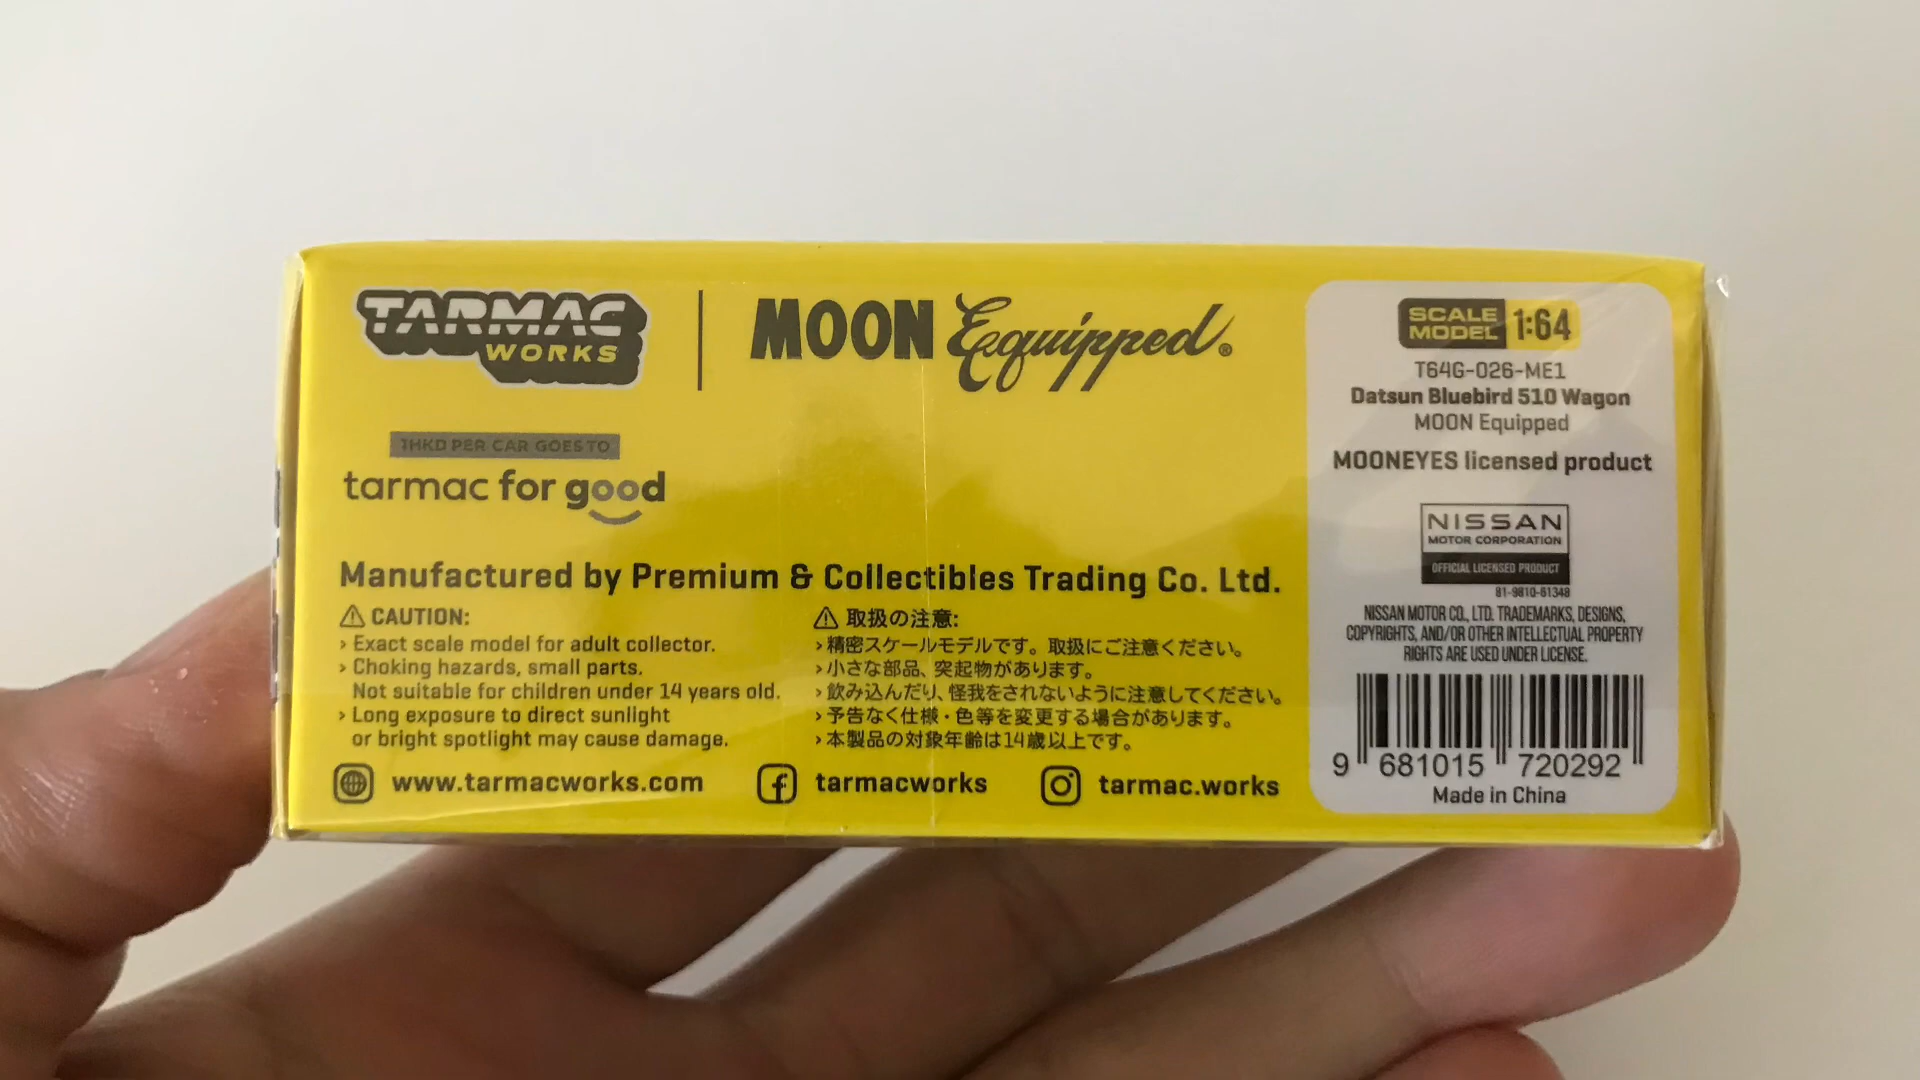 TARMAC
WORKS
MOON Equipped®
1HKD PER CAR GOES TO
tarmac for good
Manufactured by Premium & Collectibles Trading Co. Ltd.
⚠ CAUTION:
› Exact scale model for adult collector.
› Choking hazards, small parts.
Not suitable for children under 14 years old.
› Long exposure to direct sunlight
or bright spotlight may cause damage.
⚠ 取扱の注意:
›精密スケールモデルです。取扱にご注意ください。
›小さな部品、突起物があります。
›飲み込んだり、怪我をされないように注意してください。
›予告なく仕様・色等を変更する場合があります。
›本製品の対象年齢は14歳以上です。
www.tarmacworks.com
tarmacworks
tarmac.works
SCALE
MODEL 1:64
T64G-026-ME1
Datsun Bluebird 510 Wagon
MOON Equipped
MOONEYES licensed product
NISSAN
MOTOR CORPORATION
OFFICIAL LICENSED PRODUCT
81-9810-61348
NISSAN MOTOR CO., LTD. TRADEMARKS, DESIGNS,
COPYRIGHTS, AND/OR OTHER INTELLECTUAL PROPERTY
RIGHTS ARE USED UNDER LICENSE.
9 681015 720292
Made in China